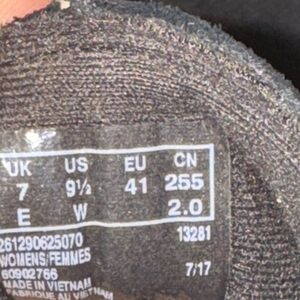 UK US EU CN
7 9½ 41 255
E W 2.0
261290625070 13281
WOMENS/FEMMES
60902766 7/17
MADE IN VIETNAM
FABRIQUE AU VIETNAM